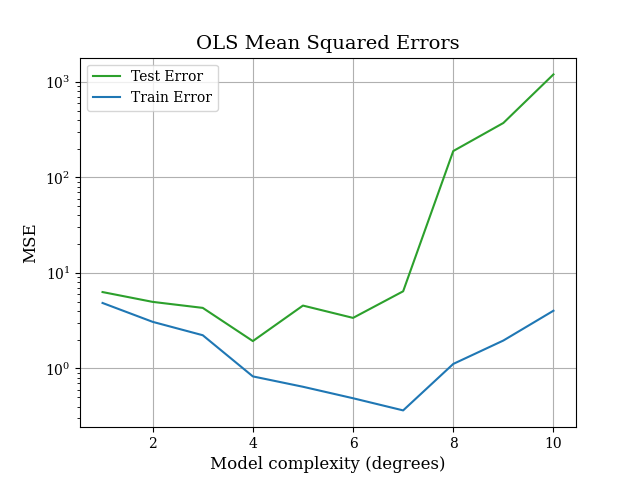 OLS Mean Squared Errors
Test Error
Train Error
10³
10²
10¹
10⁰
MSE
2 4 6 8 10
Model complexity (degrees)